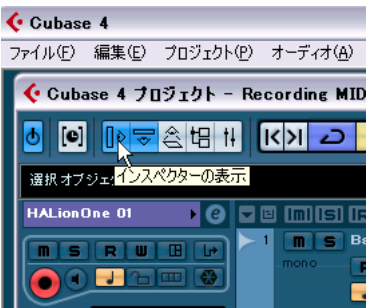 Cubase 4
ファイル(F) 編集(E) プロジェクト(P) オーディオ(A)
Cubase 4 プロジェクト - Recording MID
選択オブジェ
インスペクターの表示
HALionOne 01
M S R W
1 M S Ba
mono R